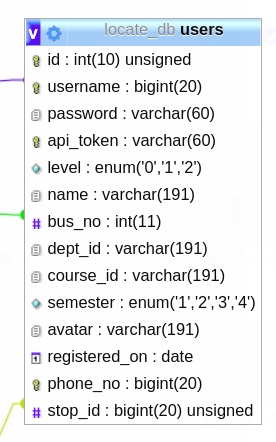 v locate_db users
id : int(10) unsigned
username : bigint(20)
password : varchar(60)
api_token : varchar(60)
level : enum('0','1','2')
name : varchar(191)
# bus_no : int(11)
dept_id : varchar(191)
course_id : varchar(191)
semester : enum('1','2','3','4')
avatar : varchar(191)
registered_on : date
phone_no : bigint(20)
# stop_id : bigint(20) unsigned